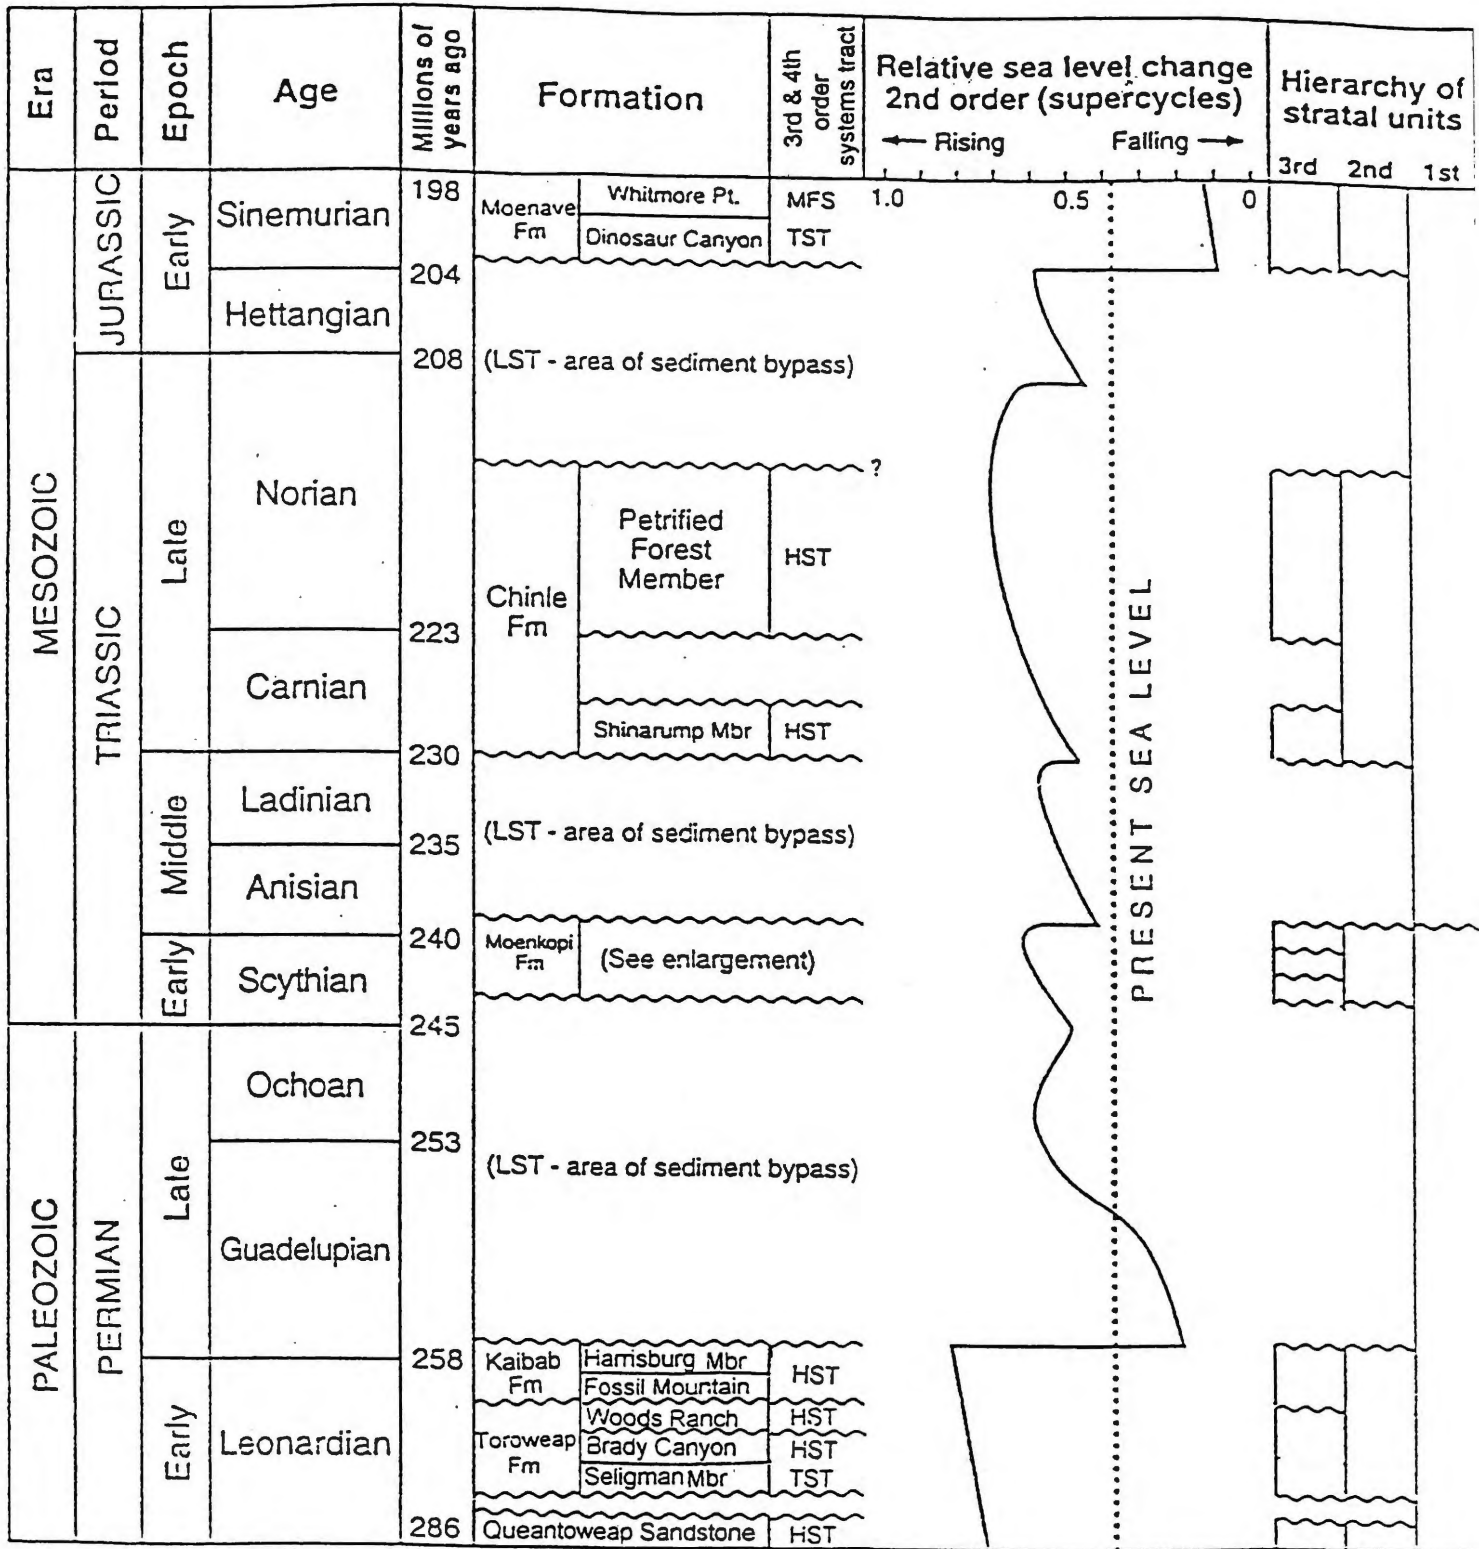 Era
Period
Epoch
Age
Millions of
years ago
Formation
3rd & 4th
order
systems tract
Relative sea level change
2nd order (supercycles)
← Rising Falling →
Hierarchy of
stratal units
3rd 2nd 1st
1.0 0.5 0
MESOZOIC
PALEOZOIC
JURASSIC
TRIASSIC
PERMIAN
Early
Late
Middle
Early
Late
Early
Sinemurian
Hettangian
Norian
Carnian
Ladinian
Anisian
Scythian
Ochoan
Guadelupian
Leonardian
198
204
208
223
230
235
240
245
253
258
286
Moenave
Fm
Whitmore Pt. MFS
Dinosaur Canyon TST
(LST - area of sediment bypass)
?
Chinle
Fm
Petrified
Forest
Member
HST
Shinarump Mbr HST
(LST - area of sediment bypass)
Moenkopi
Fm
(See enlargement)
(LST - area of sediment bypass)
Kaibab
Fm
Harrisburg Mbr
Fossil Mountain
HST
Toroweap
Fm
Woods Ranch HST
Brady Canyon HST
Seligman Mbr TST
Queantoweap Sandstone HST
PRESENT SEA LEVEL